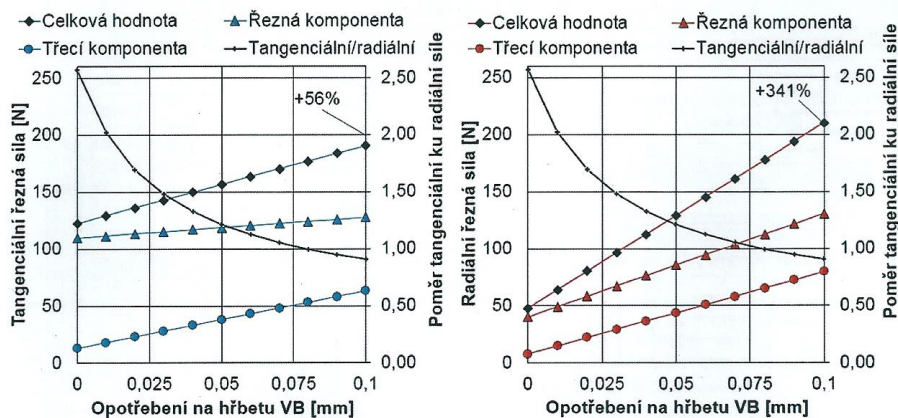 Celková hodnota Řezná komponenta
Třecí komponenta Tangenciální/radiální
Tangenciální řezná síla [N]
250
200
150
100
50
0
+56%
2,50
2,00
1,50
1,00
0,50
0,00
Poměr tangenciální ku radiální síle
0 0,025 0,05 0,075 0,1
Opotřebení na hřbetu VB [mm]
Celková hodnota Řezná komponenta
Třecí komponenta Tangenciální/radiální
Radiální řezná síla [N]
250
200
150
100
50
0
+341%
2,50
2,00
1,50
1,00
0,50
0,00
Poměr tangenciální ku radiální síle
0 0,025 0,05 0,075 0,1
Opotřebení na hřbetu VB [mm]